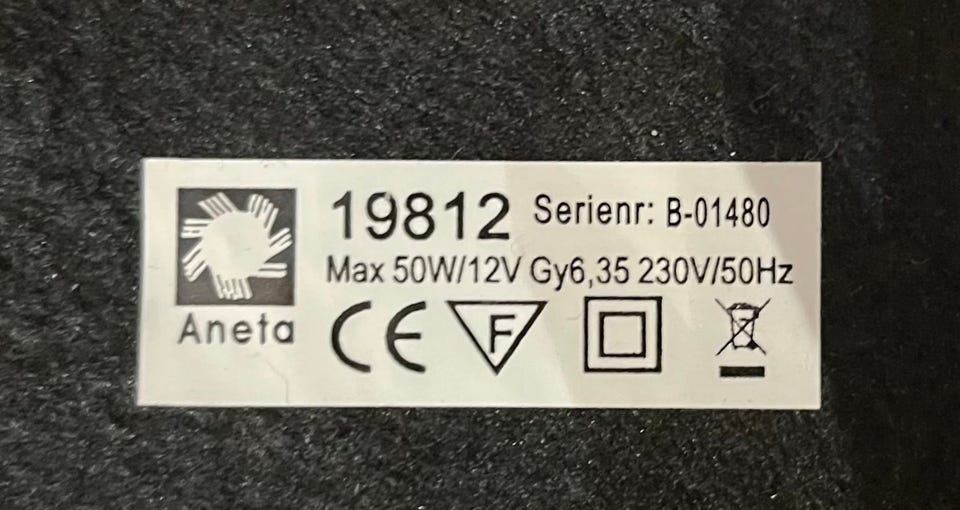 19812 Serienr: B-01480
Max 50W/12V Gy6,35 230V/50Hz
Aneta
CE
F